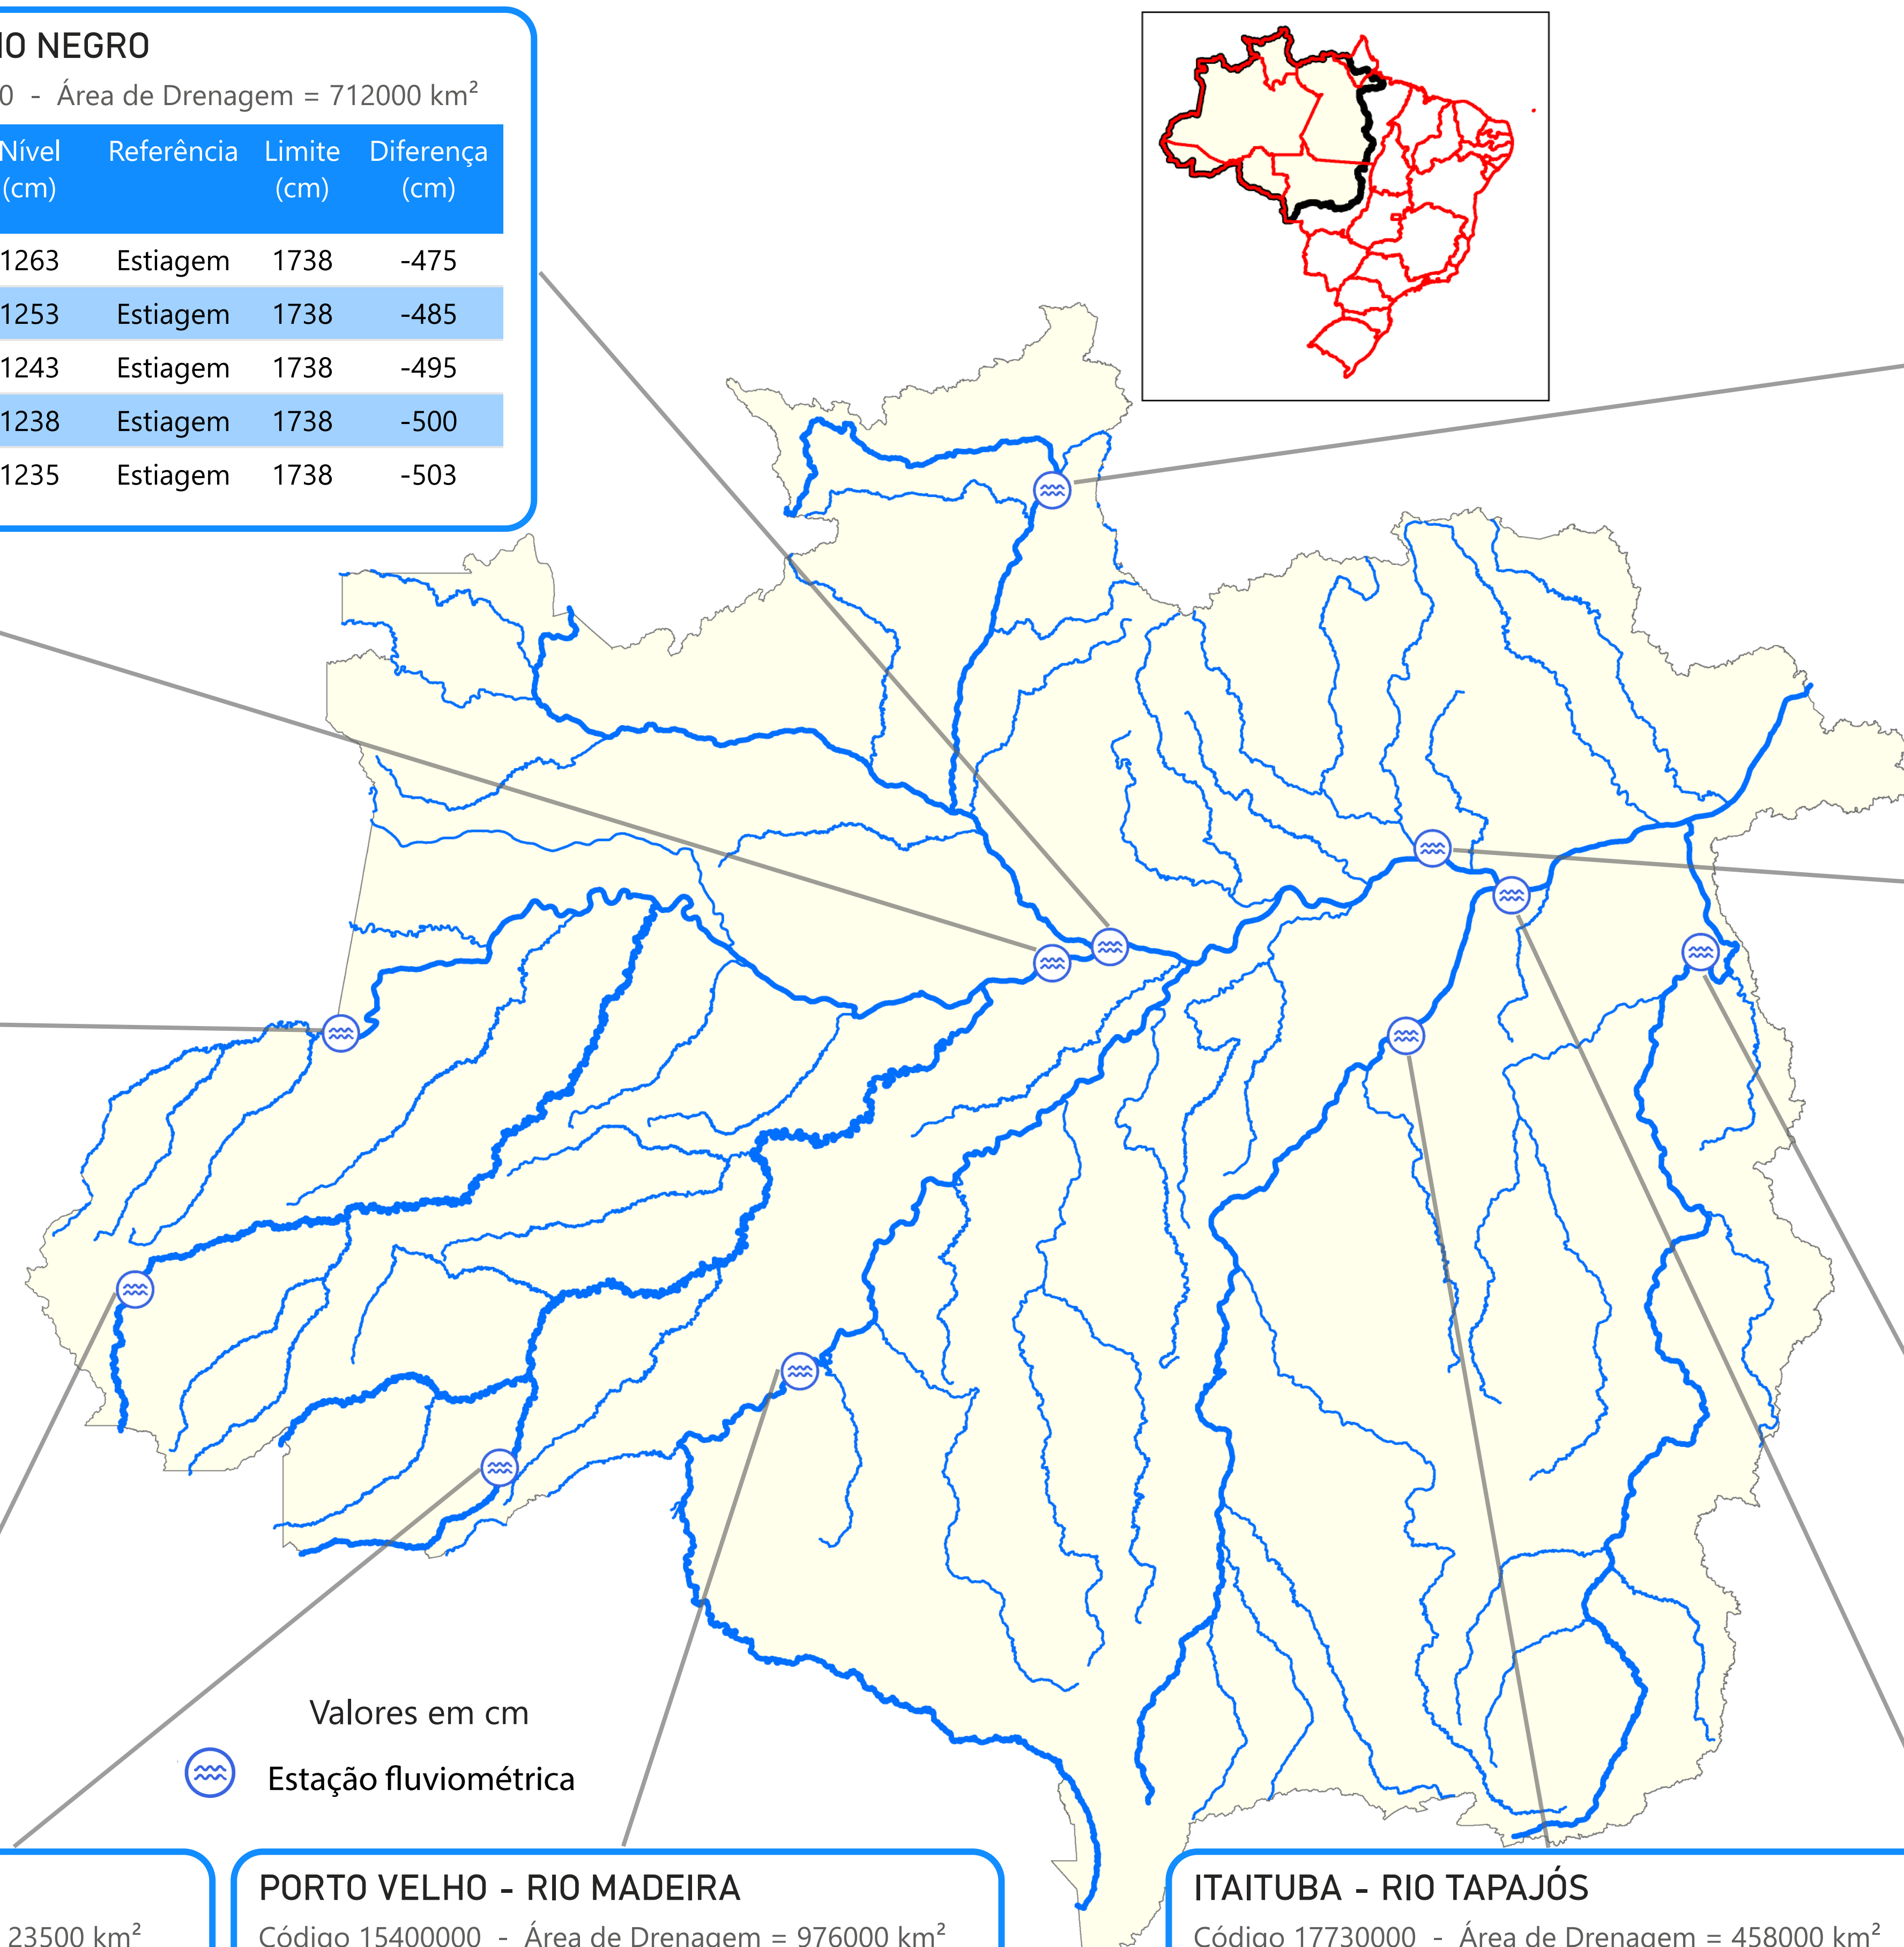 IO NEGRO
0 - Área de Drenagem = 712000 km²
Nível Referência Limite Diferença
(cm) (cm) (cm)
1263 Estiagem 1738 -475
1253 Estiagem 1738 -485
1243 Estiagem 1738 -495
1238 Estiagem 1738 -500
1235 Estiagem 1738 -503
Valores em cm
Estação fluviométrica
23500 km²
PORTO VELHO - RIO MADEIRA
Código 15400000 - Área de Drenagem = 976000 km²
ITAITUBA - RIO TAPAJÓS
Código 17730000 - Área de Drenagem = 458000 km²